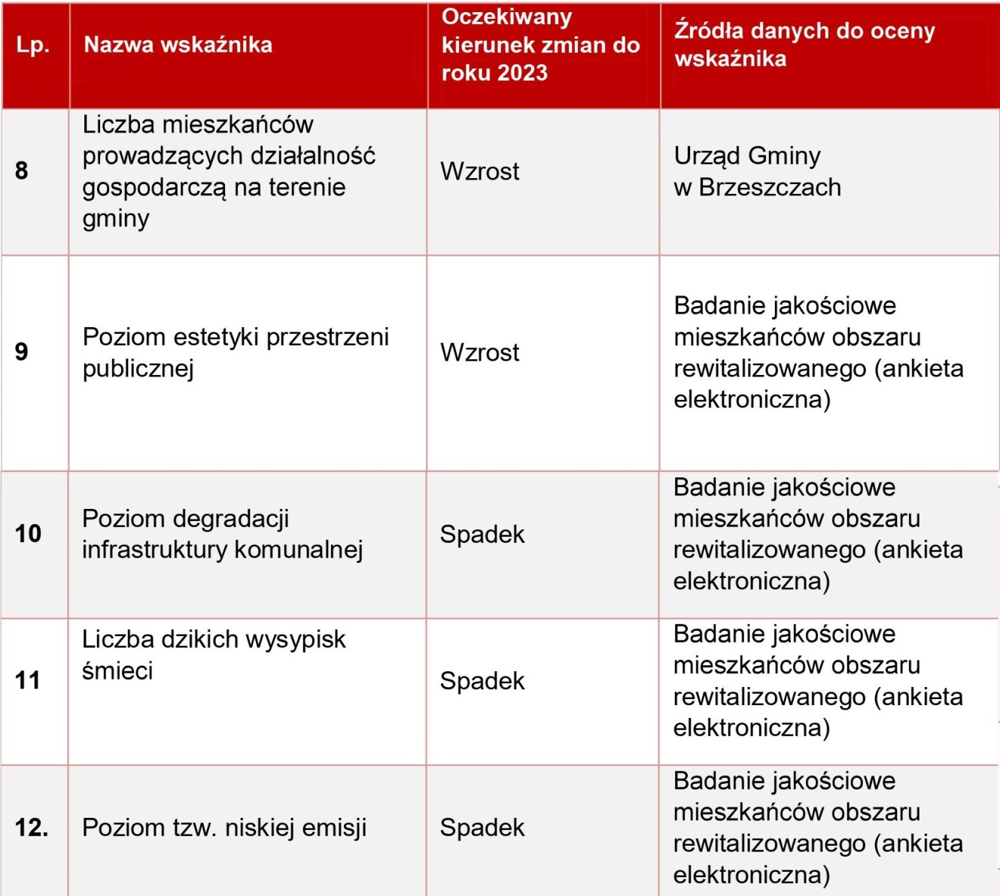 Lp.
Nazwa wskaźnika
Oczekiwany
kierunek zmian do
roku 2023
Źródła danych do oceny
wskaźnika
8
Liczba mieszkańców
prowadzących działalność
gospodarczą na terenie
gminy
Wzrost
Urząd Gminy
w Brzeszczach
9
Poziom estetyki przestrzeni
publicznej
Wzrost
Badanie jakościowe
mieszkańców obszaru
rewitalizowanego (ankieta
elektroniczna)
10
Poziom degradacji
infrastruktury komunalnej
Spadek
Badanie jakościowe
mieszkańców obszaru
rewitalizowanego (ankieta
elektroniczna)
11
Liczba dzikich wysypisk
śmieci
Spadek
Badanie jakościowe
mieszkańców obszaru
rewitalizowanego (ankieta
elektroniczna)
12.
Poziom tzw. niskiej emisji
Spadek
Badanie jakościowe
mieszkańców obszaru
rewitalizowanego (ankieta
elektroniczna)